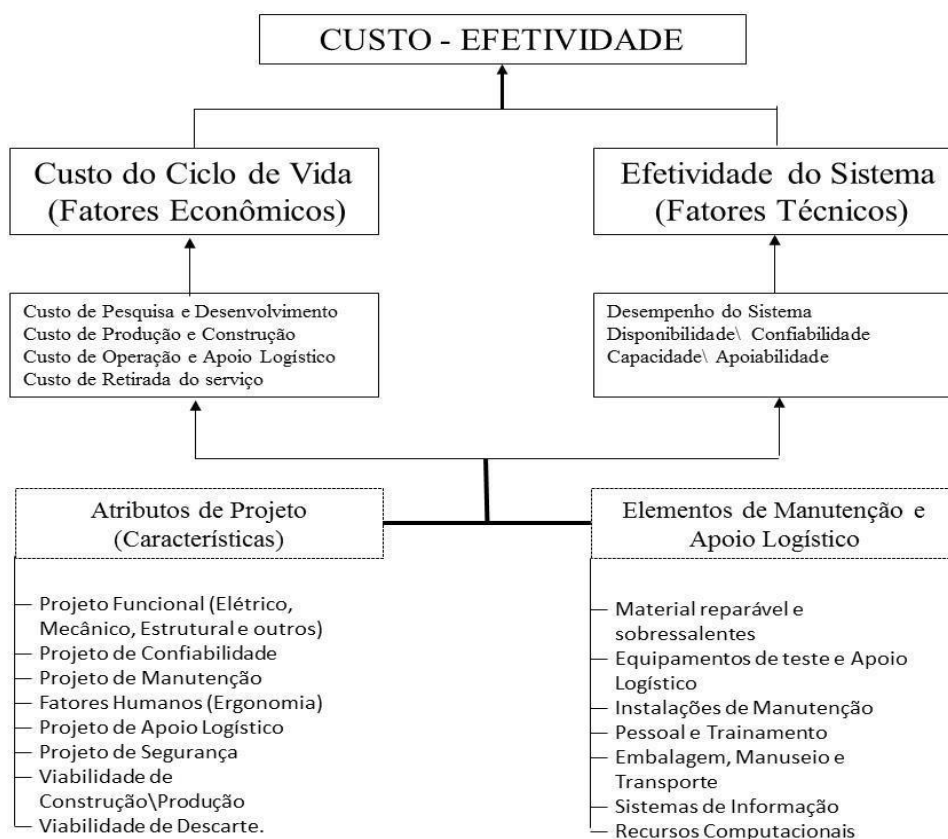 CUSTO - EFETIVIDADE
Custo do Ciclo de Vida
(Fatores Econômicos)
Efetividade do Sistema
(Fatores Técnicos)
Custo de Pesquisa e Desenvolvimento
Custo de Produção e Construção
Custo de Operação e Apoio Logístico
Custo de Retirada do serviço
Desempenho do Sistema
Disponibilidade\ Confiabilidade
Capacidade\ Apoiabilidade
Atributos de Projeto
(Características)
Projeto Funcional (Elétrico,
Mecânico, Estrutural e outros)
Projeto de Confiabilidade
Projeto de Manutenção
Fatores Humanos (Ergonomia)
Projeto de Apoio Logístico
Projeto de Segurança
Viabilidade de
Construção\Produção
Viabilidade de Descarte.
Elementos de Manutenção e
Apoio Logístico
Material reparável e
sobressalentes
Equipamentos de teste e Apoio
Logístico
Instalações de Manutenção
Pessoal e Trainamento
Embalagem, Manuseio e
Transporte
Sistemas de Informação
Recursos Computacionais